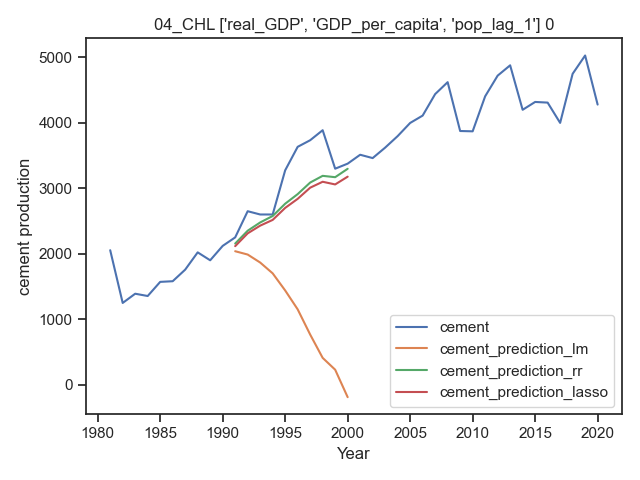 04_CHL ['real_GDP', 'GDP_per_capita', 'pop_lag_1'] 0
5000
4000
3000
2000
1000
0
cement production
cement
cement_prediction_lm
cement_prediction_rr
cement_prediction_lasso
1980 1985 1990 1995 2000 2005 2010 2015 2020
Year